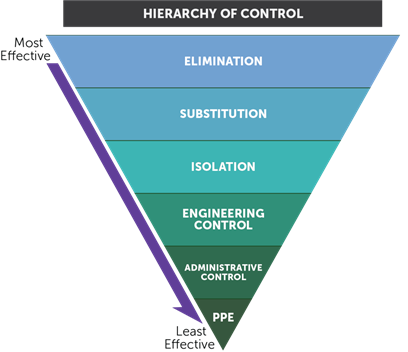 HIERARCHY OF CONTROL
Most
Effective
ELIMINATION
SUBSTITUTION
ISOLATION
ENGINEERING
CONTROL
ADMINISTRATIVE
CONTROL
PPE
Least
Effective